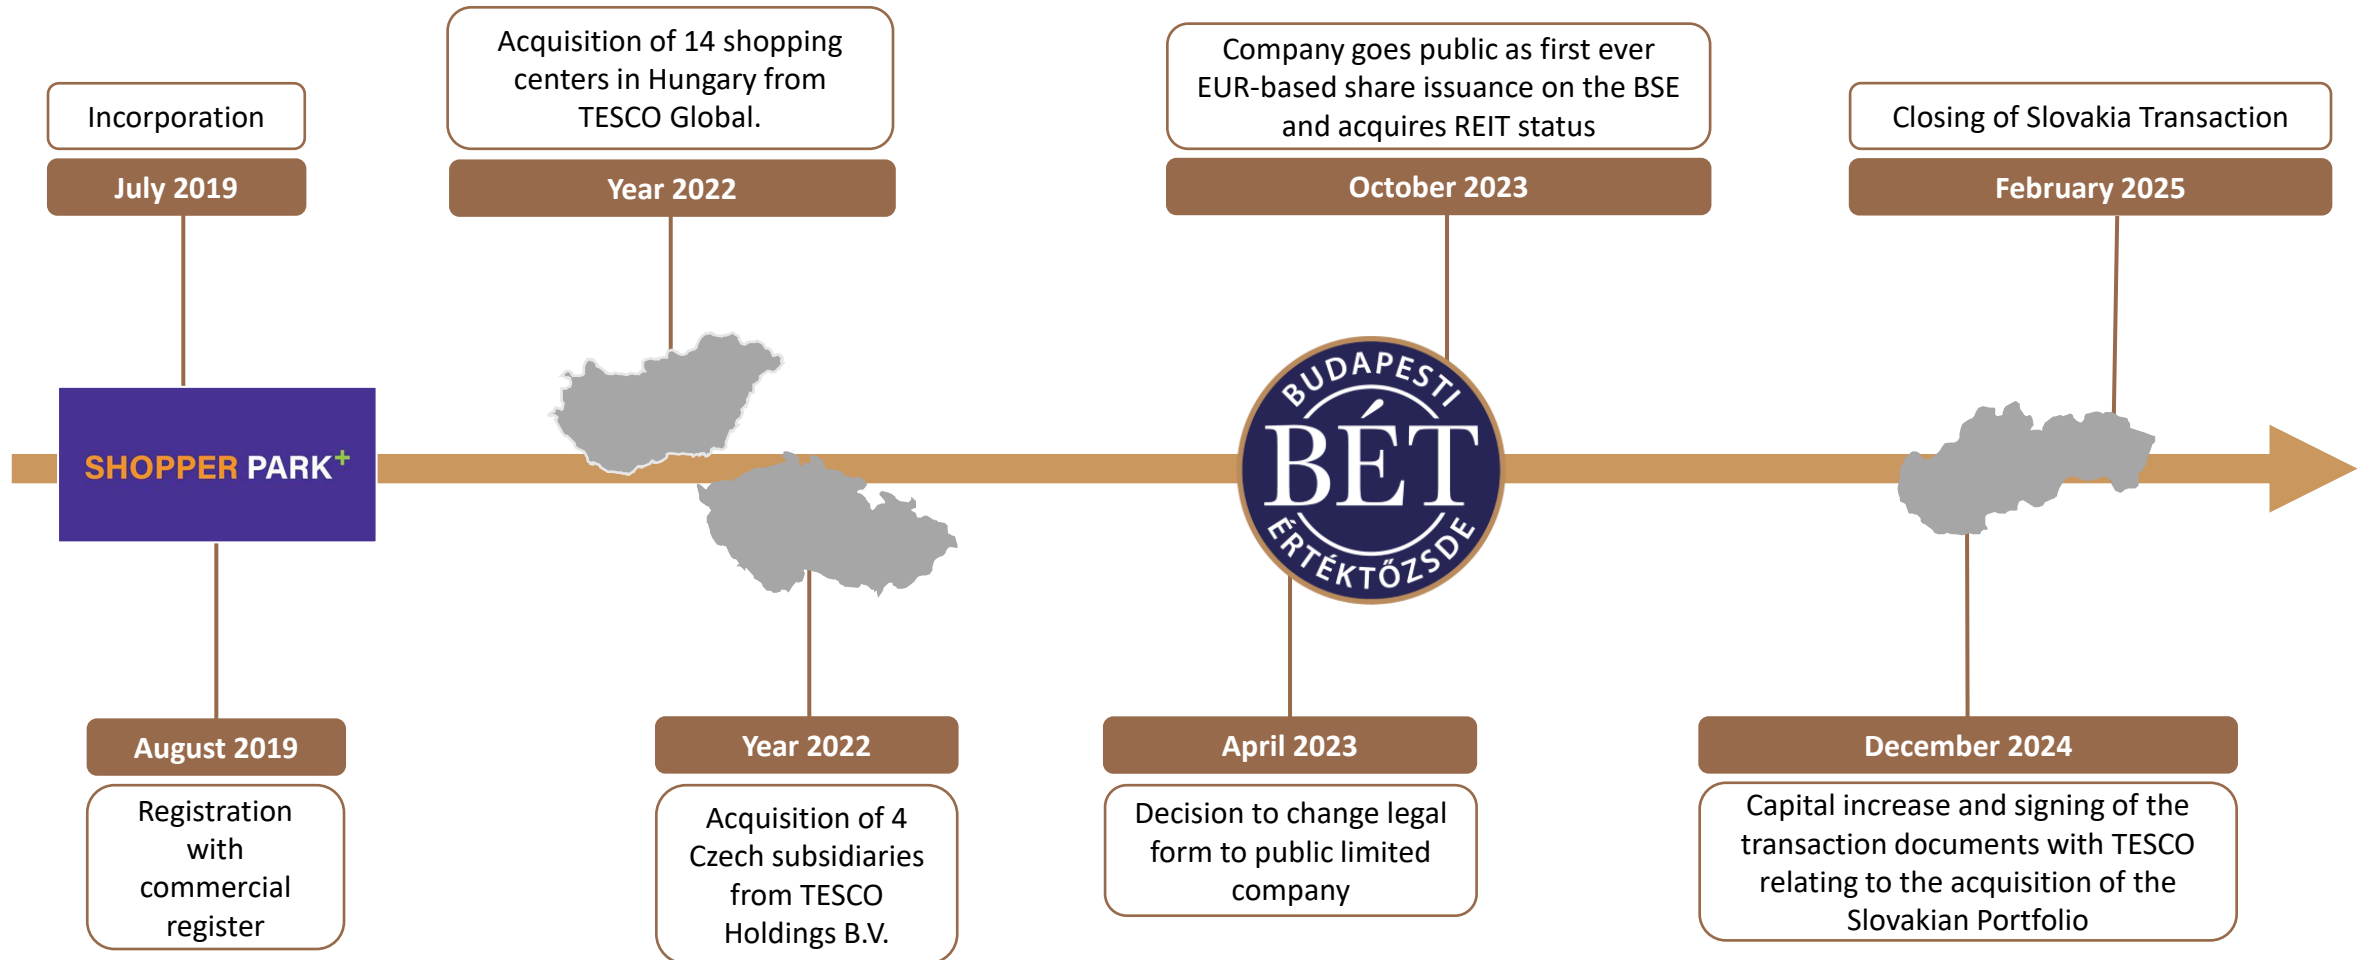 Incorporation
July 2019
Acquisition of 14 shopping
centers in Hungary from
TESCO Global.
Year 2022
Company goes public as first ever
EUR-based share issuance on the BSE
and acquires REIT status
October 2023
Closing of Slovakia Transaction
February 2025
SHOPPER PARK+
BUDAPESTI
BÉT
ÉRTÉKTŐZSDE
August 2019
Registration
with
commercial
register
Year 2022
Acquisition of 4
Czech subsidiaries
from TESCO
Holdings B.V.
April 2023
Decision to change legal
form to public limited
company
December 2024
Capital increase and signing of the
transaction documents with TESCO
relating to the acquisition of the
Slovakian Portfolio